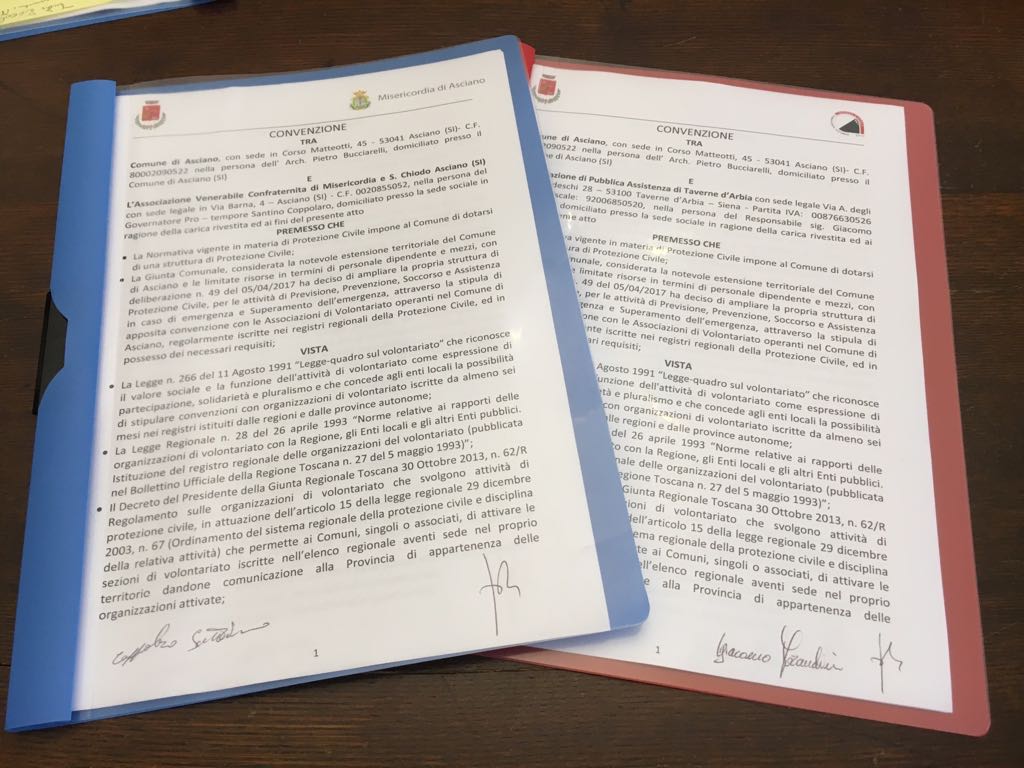 Misericordia di Asciano
CONVENZIONE
TRA
Comune di Asciano, con sede in Corso Matteotti, 45 - 53041 Asciano (SI)- C.F.
80002090522 nella persona dell' Arch. Pietro Bucciarelli, domiciliato presso il
Comune di Asciano (SI)
E
L'Associazione Venerabile Confraternita di Misericordia e S. Chiodo Asciano (SI)
con sede legale in Via Barna, 4 – Asciano (SI) - C.F. 0020855052, nella persona del
Governatore Pro – tempore Santino Coppolaro, domiciliato presso la sede sociale in
ragione della carica rivestita ed ai fini del presente atto
PREMESSO CHE
• La Normativa vigente in materia di Protezione Civile impone al Comune di dotarsi
di una struttura di Protezione Civile;
• La Giunta Comunale, considerata la notevole estensione territoriale del Comune
di Asciano e le limitate risorse in termini di personale dipendente e mezzi, con
deliberazione n. 49 del 05/04/2017 ha deciso di ampliare la propria struttura di
Protezione Civile, per le attività di Previsione, Prevenzione, Soccorso e Assistenza
in caso di emergenza e Superamento dell'emergenza, attraverso la stipula di
apposita convenzione con le Associazioni di Volontariato operanti nel Comune di
Asciano, regolarmente iscritte nei registri regionali della Protezione Civile, ed in
possesso dei necessari requisiti;
VISTA
• La Legge n. 266 del 11 Agosto 1991 "Legge-quadro sul volontariato" che riconosce
il valore sociale e la funzione dell'attività di volontariato come espressione di
partecipazione, solidarietà e pluralismo e che concede agli enti locali la possibilità
di stipulare convenzioni con organizzazioni di volontariato iscritte da almeno sei
mesi nei registri istituiti dalle regioni e dalle province autonome;
• La Legge Regionale n. 28 del 26 aprile 1993 "Norme relative ai rapporti delle
organizzazioni di volontariato con la Regione, gli Enti locali e gli altri Enti pubblici.
Istituzione del registro regionale delle organizzazioni del volontariato (pubblicata
nel Bollettino Ufficiale della Regione Toscana n. 27 del 5 maggio 1993)";
• Il Decreto del Presidente della Giunta Regionale Toscana 30 Ottobre 2013, n. 62/R
Regolamento sulle organizzazioni di volontariato che svolgono attività di
protezione civile, in attuazione dell'articolo 15 della legge regionale 29 dicembre
2003, n. 67 (Ordinamento del sistema regionale della protezione civile e disciplina
della relativa attività) che permette ai Comuni, singoli o associati, di attivare le
sezioni di volontariato iscritte nell'elenco regionale aventi sede nel proprio
territorio dandone comunicazione alla Provincia di appartenenza delle
organizzazioni attivate;
1
CONVENZIONE
TRA
une di Asciano, con sede in Corso Matteotti, 45 - 53041 Asciano (SI)- C.F.
2090522 nella persona dell' Arch. Pietro Bucciarelli, domiciliato presso il
e di Asciano (SI)
E
azione di Pubblica Assistenza di Taverne d'Arbia con sede legale Via A. degli
deschi 28 – 53100 Taverne d'Arbia – Siena - Partita IVA: 00876630526
scale: 92006850520, nella persona del Responsabile sig. Giacomo
domiciliato presso la sede sociale in ragione della carica rivestita ed ai
me atto
PREMESSO CHE
ativa vigente in materia di Protezione Civile impone al Comune di dotarsi
tura di Protezione Civile;
omunale, considerata la notevole estensione territoriale del Comune
e limitate risorse in termini di personale dipendente e mezzi, con
. 49 del 05/04/2017 ha deciso di ampliare la propria struttura di
e, per le attività di Previsione, Prevenzione, Soccorso e Assistenza
genza e Superamento dell'emergenza, attraverso la stipula di
zione con le Associazioni di Volontariato operanti nel Comune di
mente iscritte nei registri regionali della Protezione Civile, ed in
ari requisiti;
VISTA
Agosto 1991 "Legge-quadro sul volontariato" che riconosce
funzione dell'attività di volontariato come espressione di
età e pluralismo e che concede agli enti locali la possibilità
con organizzazioni di volontariato iscritte da almeno sei
alle regioni e dalle province autonome;
del 26 aprile 1993 "Norme relative ai rapporti delle
to con la Regione, gli Enti locali e gli altri Enti pubblici.
nale delle organizzazioni del volontariato (pubblicata
egione Toscana n. 27 del 5 maggio 1993)";
Giunta Regionale Toscana 30 Ottobre 2013, n. 62/R
zioni di volontariato che svolgono attività di
dell'articolo 15 della legge regionale 29 dicembre
ema regionale della protezione civile e disciplina
tte ai Comuni, singoli o associati, di attivare le
ell'elenco regionale aventi sede nel proprio
e alla Provincia di appartenenza delle
1
Giacomo